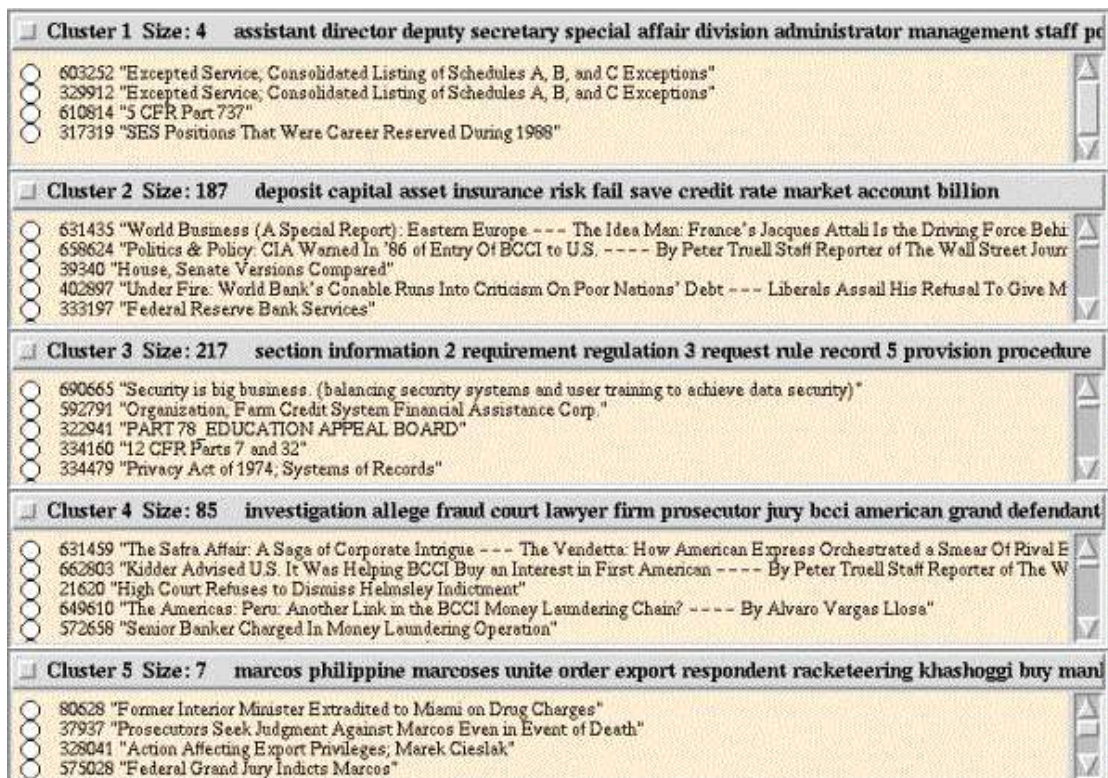 Cluster 1 Size: 4 assistant director deputy secretary special affair division administrator management staff po
603252 "Excepted Service; Consolidated Listing of Schedules A, B, and C Exceptions"
329912 "Excepted Service; Consolidated Listing of Schedules A, B, and C Exceptions"
610814 "5 CFR Part 737"
317319 "SES Positions That Were Career Reserved During 1988"
Cluster 2 Size: 187 deposit capital asset insurance risk fail save credit rate market account billion
631435 "World Business (A Special Report): Eastern Europe --- The Idea Man: France's Jacques Attali Is the Driving Force Behi
658624 "Politics & Policy: CIA Warned In '86 of Entry Of BCCI to U.S. ---- By Peter Truell Staff Reporter of The Wall Street Journ
39340 "House, Senate Versions Compared"
402897 "Under Fire: World Bank's Conable Runs Into Criticism On Poor Nations' Debt --- Liberals Assail His Refusal To Give M
333197 "Federal Reserve Bank Services"
Cluster 3 Size: 217 section information 2 requirement regulation 3 request rule record 5 provision procedure
690665 "Security is big business. (balancing security systems and user training to achieve data security)"
592791 "Organization; Farm Credit System Financial Assistance Corp."
322941 "PART 78_EDUCATION APPEAL BOARD"
334160 "12 CFR Parts 7 and 32"
334479 "Privacy Act of 1974; Systems of Records"
Cluster 4 Size: 85 investigation allege fraud court lawyer firm prosecutor jury bcci american grand defendant
631459 "The Safra Affair: A Saga of Corporate Intrigue --- The Vendetta: How American Express Orchestrated a Smear Of Rival E
662803 "Kidder Advised U.S. It Was Helping BCCI Buy an Interest in First American ---- By Peter Truell Staff Reporter of The W
21620 "High Court Refuses to Dismiss Helmsley Indictment"
649610 "The Americas: Peru: Another Link in the BCCI Money Laundering Chain? ---- By Alvaro Vargas Llosa"
572658 "Senior Banker Charged In Money Laundering Operation"
Cluster 5 Size: 7 marcos philippine marcoses unite order export respondent racketeering khashoggi buy manl
80628 "Former Interior Minister Extradited to Miami on Drug Charges"
37937 "Prosecutors Seek Judgment Against Marcos Even in Event of Death"
328041 "Action Affecting Export Privileges; Marek Cieslak"
575028 "Federal Grand Jury Indicts Marcos"